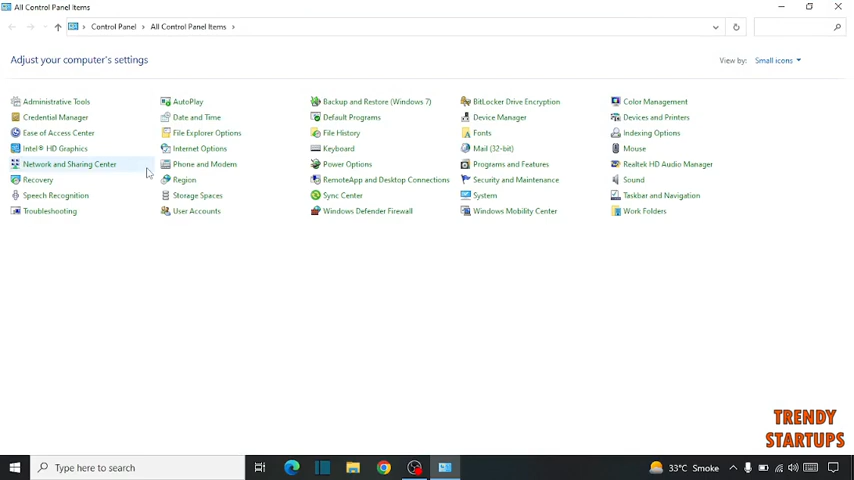 All Control Panel Items
Control Panel > All Control Panel Items >
Adjust your computer's settings
View by: Small icons
Administrative Tools AutoPlay Backup and Restore (Windows 7) BitLocker Drive Encryption Color Management
Credential Manager Date and Time Default Programs Device Manager Devices and Printers
Ease of Access Center File Explorer Options File History Fonts Indexing Options
Intel® HD Graphics Internet Options Keyboard Mail (32-bit) Mouse
Network and Sharing Center Phone and Modem Power Options Programs and Features Realtek HD Audio Manager
Recovery Region RemoteApp and Desktop Connections Security and Maintenance Sound
Speech Recognition Storage Spaces Sync Center System Taskbar and Navigation
Troubleshooting User Accounts Windows Defender Firewall Windows Mobility Center Work Folders
TRENDY
STARTUPS
Type here to search 33°C Smoke